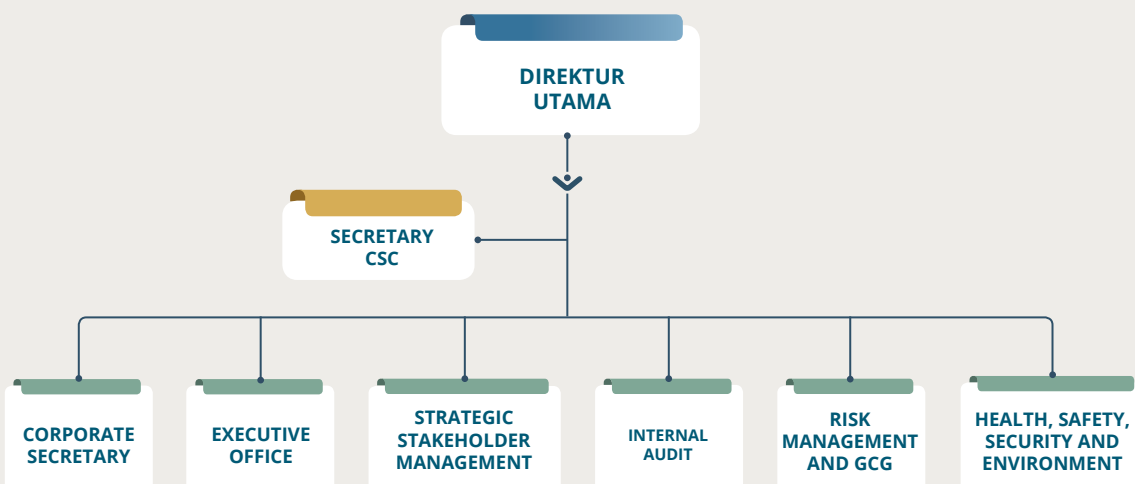 DIREKTUR
UTAMA
SECRETARY
CSC
CORPORATE
SECRETARY
EXECUTIVE
OFFICE
STRATEGIC
STAKEHOLDER
MANAGEMENT
INTERNAL
AUDIT
RISK
MANAGEMENT
AND GCG
HEALTH, SAFETY,
SECURITY AND
ENVIRONMENT